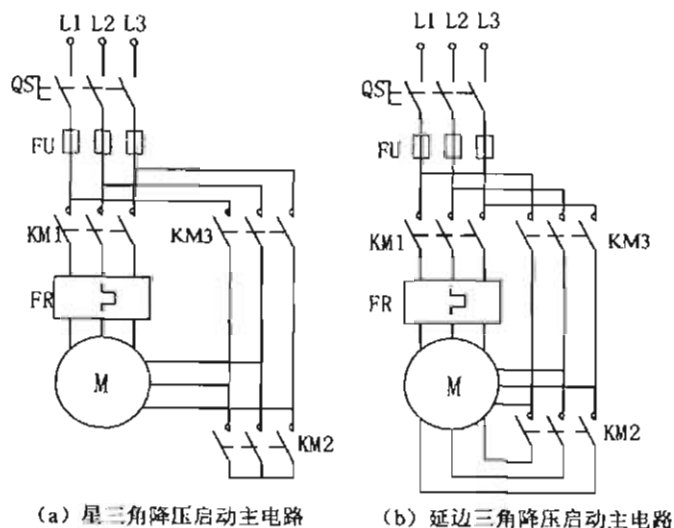 L1 L2 L3
QS
FU
KM1
KM3
FR
M
KM2
(a) 星三角降压启动主电路
L1 L2 L3
QS
FU
KM1
KM3
FR
M
KM2
(b) 延边三角降压启动主电路